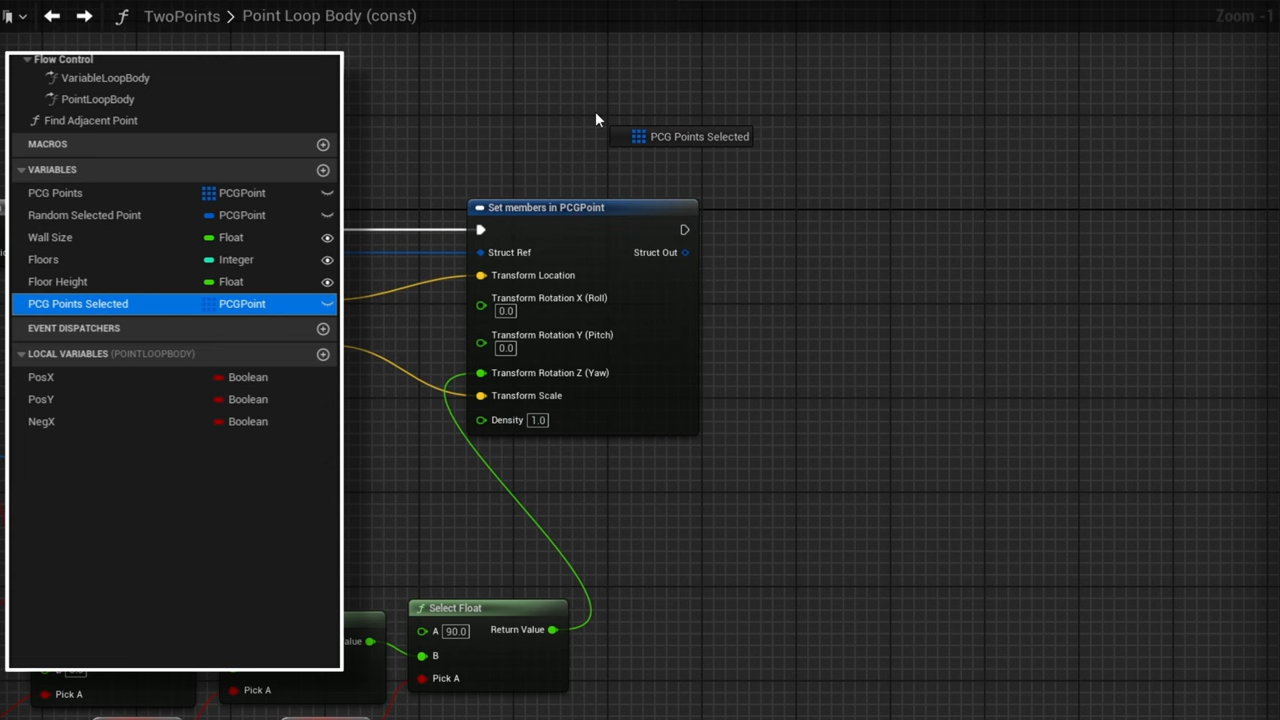 TwoPoints > Point Loop Body (const)
Zoom -1
Flow Control
VariableLoopBody
PointLoopBody
Find Adjacent Point
MACROS
VARIABLES
PCG Points PCGPoint
Random Selected Point PCGPoint
Wall Size Float
Floors Integer
Floor Height Float
PCG Points Selected PCGPoint
EVENT DISPATCHERS
LOCAL VARIABLES (POINTLOOPBODY)
PosX Boolean
PosY Boolean
NegX Boolean
PCG Points Selected
Set members in PCGPoint
Struct Ref Struct Out
Transform Location
Transform Rotation X (Roll)
0.0
Transform Rotation Y (Pitch)
0.0
Transform Rotation Z (Yaw)
Transform Scale
Density 1.0
Select Float
A 90.0 Return Value
B
Pick A
Pick A
Pick A